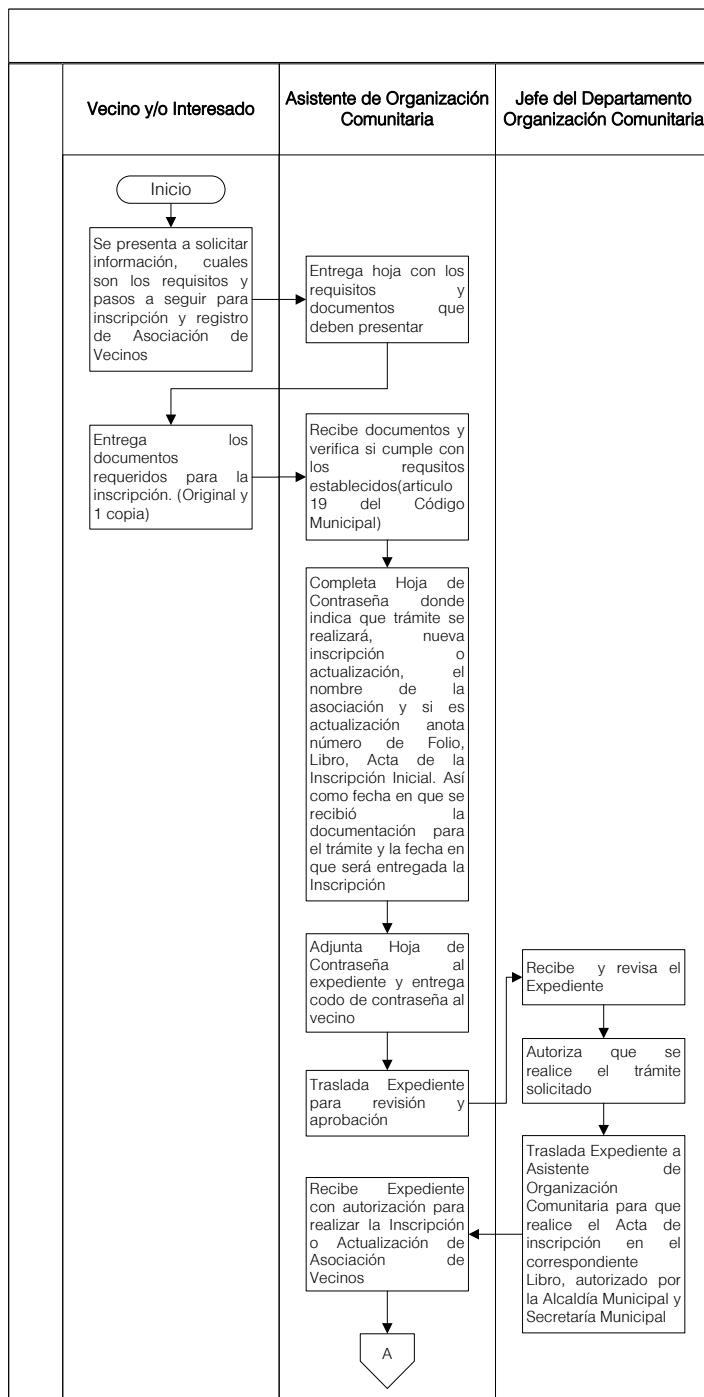 Vecino y/o Interesado
Asistente de Organización
Comunitaria
Jefe del Departamento
Organización Comunitaria
Inicio
Se presenta a solicitar
información, cuales
son los requisitos y
pasos a seguir para
inscripción y registro
de Asociación de
Vecinos
Entrega hoja con los
requisitos y
documentos que
deben presentar
Entrega los
documentos
requeridos para la
inscripción. (Original y
1 copia)
Recibe documentos y
verifica si cumple con
los requsitos
establecidos(articulo
19 del Código
Municipal)
Completa Hoja de
Contraseña donde
indica que trámite se
realizará, nueva
inscripción o
actualización, el
nombre de la
asociación y si es
actualización anota
número de Folio,
Libro, Acta de la
Inscripción Inicial. Así
como fecha en que se
recibió la
documentación para
el trámite y la fecha en
que será entregada la
Inscripción
Adjunta Hoja de
Contraseña al
expediente y entrega
codo de contraseña al
vecino
Traslada Expediente
para revisión y
aprobación
Recibe y revisa el
Expediente
Autoriza que se
realice el trámite
solicitado
Traslada Expediente a
Asistente de
Organización
Comunitaria para que
realice el Acta de
inscripción en el
correspondiente
Libro, autorizado por
la Alcaldía Municipal y
Secretaría Municipal
Recibe Expediente
con autorización para
realizar la Inscripción
o Actualización de
Asociación de
Vecinos
A